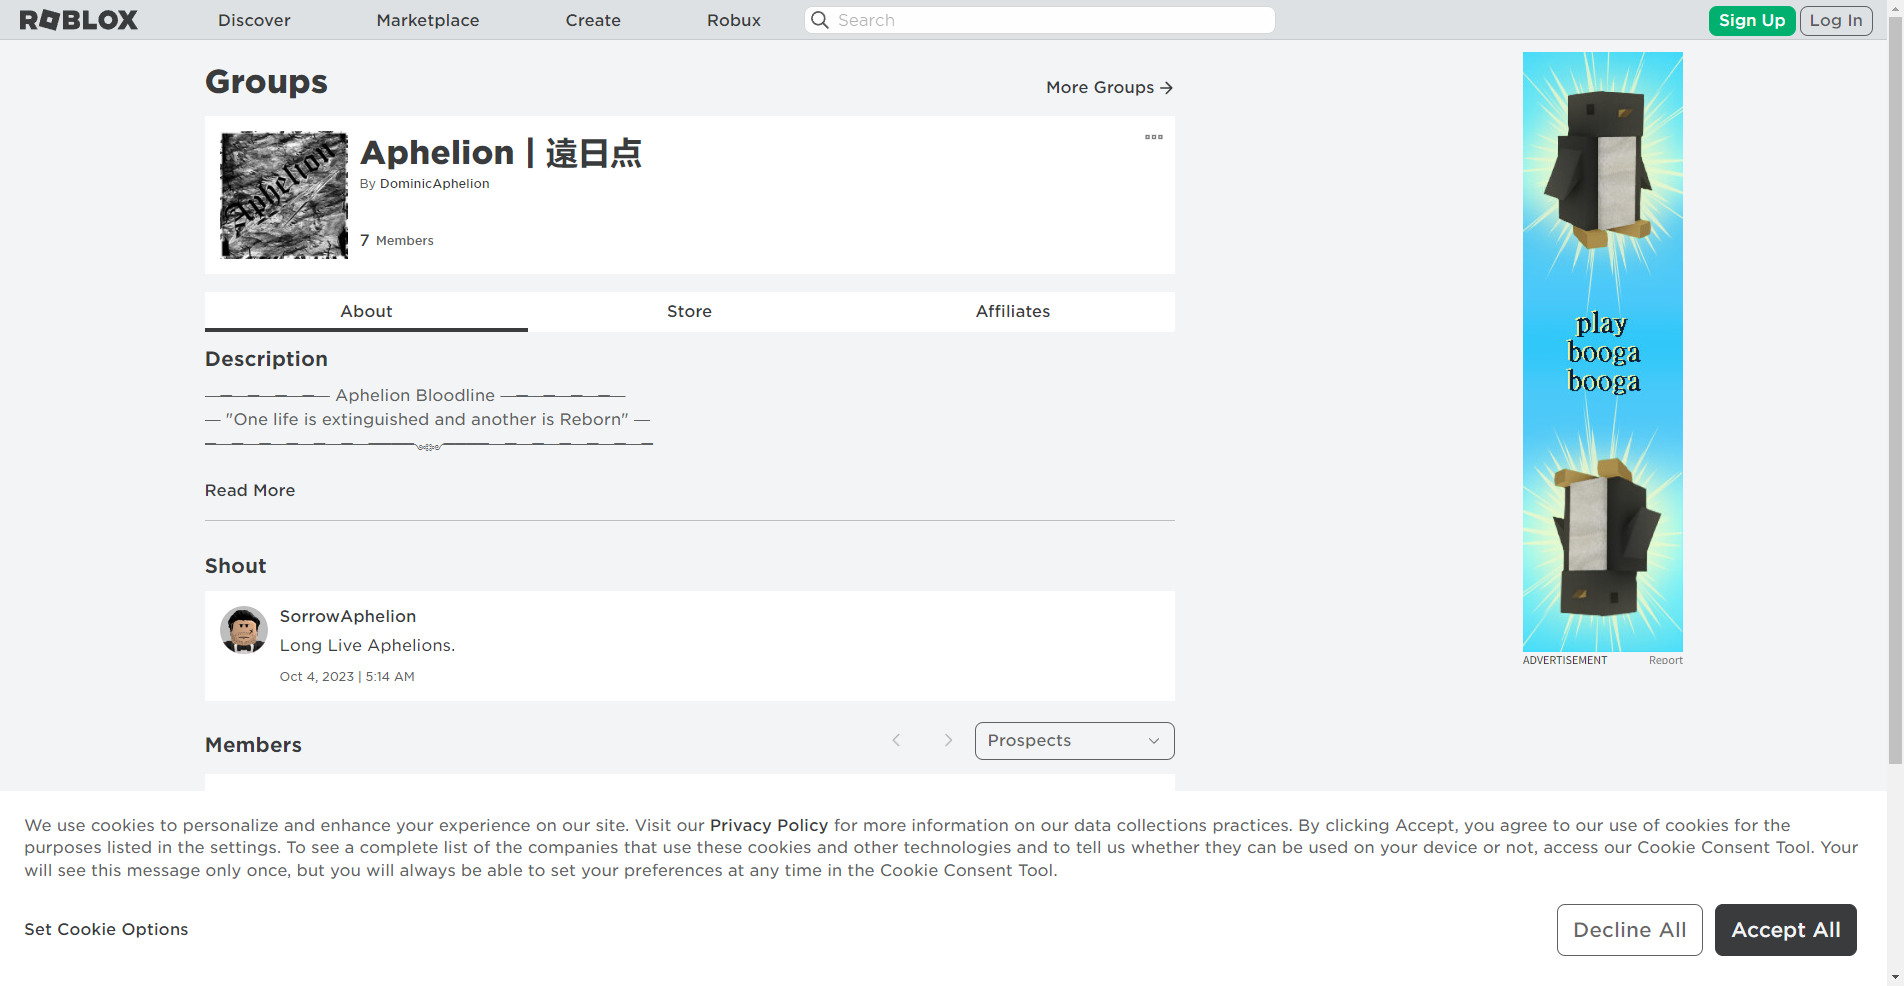 ROBLOX
Discover
Marketplace
Create
Robux
Search
Sign Up
Log In
Groups
More Groups →
Aphelion
Aphelion | 遠日点
By DominicAphelion
7 Members
About
Store
Affiliates
Description
Aphelion Bloodline
— "One life is extinguished and another is Reborn" —
Read More
Shout
SorrowAphelion
Long Live Aphelions.
Oct 4, 2023 | 5:14 AM
Members
Prospects
play
booga
booga
ADVERTISEMENT
Report
We use cookies to personalize and enhance your experience on our site. Visit our Privacy Policy for more information on our data collections practices. By clicking Accept, you agree to our use of cookies for the
purposes listed in the settings. To see a complete list of the companies that use these cookies and other technologies and to tell us whether they can be used on your device or not, access our Cookie Consent Tool. Your
will see this message only once, but you will always be able to set your preferences at any time in the Cookie Consent Tool.
Set Cookie Options
Decline All
Accept All